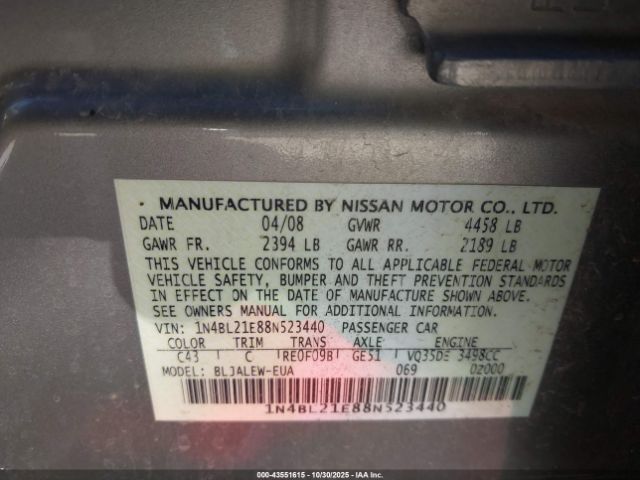 MANUFACTURED BY NISSAN MOTOR CO., LTD.
DATE 04/08 GVWR 4458 LB
GAWR FR. 2394 LB GAWR RR. 2189 LB
THIS VEHICLE CONFORMS TO ALL APPLICABLE FEDERAL MOTOR
VEHICLE SAFETY, BUMPER AND THEFT PREVENTION STANDARDS
IN EFFECT ON THE DATE OF MANUFACTURE SHOWN ABOVE.
SEE OWNERS MANUAL FOR ADDITIONAL INFORMATION.
VIN: 1N4BL21E88N523440 PASSENGER CAR
COLOR TRIM TRANS AXLE ENGINE
C43 C RE0F09B GE51 VQ35DE 3498CC
MODEL: BLJALEW-EUA 069 02000
1N4BL21E88N523440
000-43551615 - 10/30/2025 - IAA Inc.